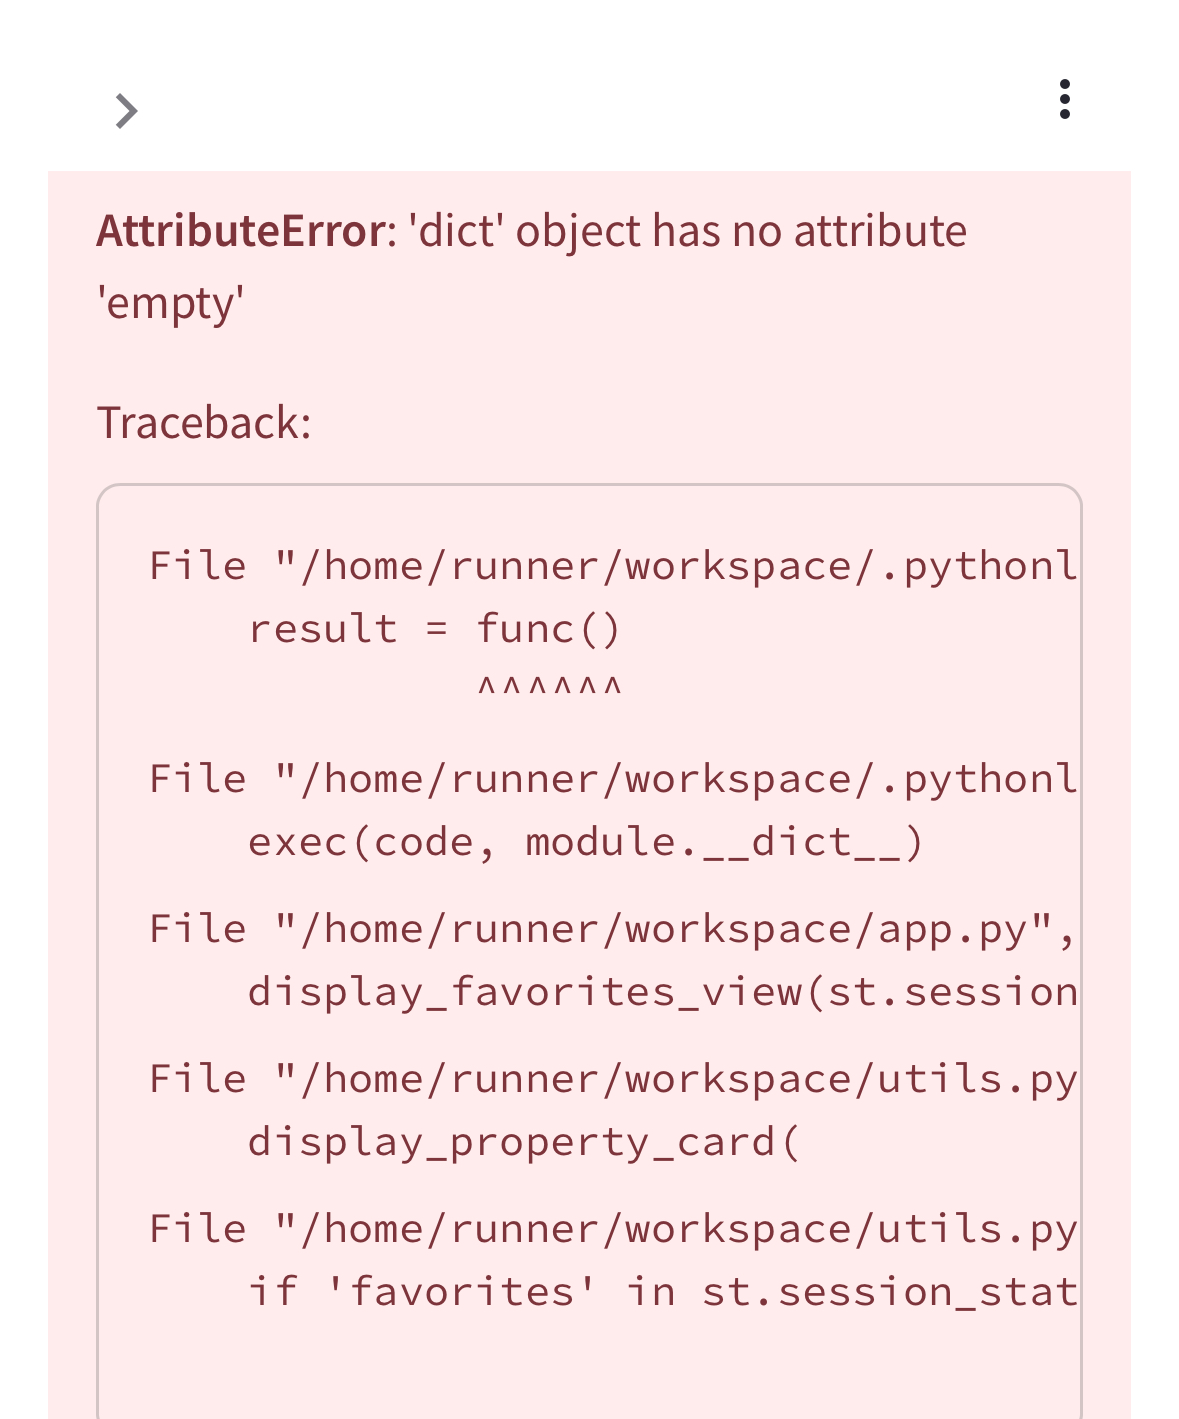 AttributeError: 'dict' object has no attribute
'empty'
Traceback:
File "/home/runner/workspace/.pythonl
result = func()
^^^^^^
File "/home/runner/workspace/.pythonl
exec(code, module.__dict__)
File "/home/runner/workspace/app.py",
display_favorites_view(st.session
File "/home/runner/workspace/utils.py
display_property_card(
File "/home/runner/workspace/utils.py
if 'favorites' in st.session_stat